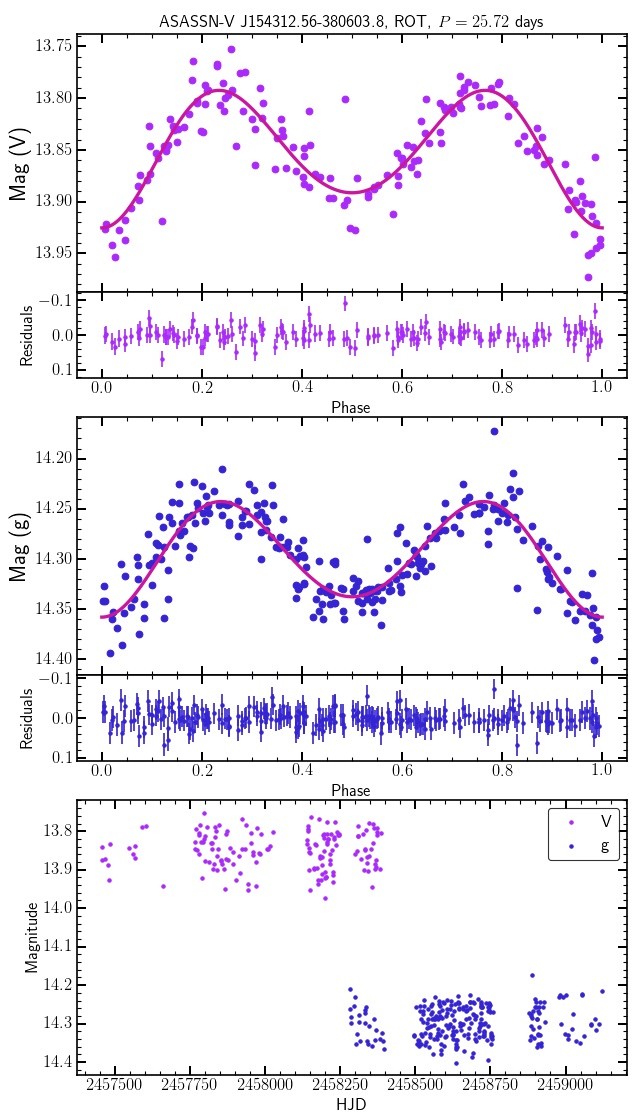 ASASSN-V J154312.56-380603.8, ROT, P = 25.72 days
13.75
13.80
13.85
13.90
13.95
Mag (V)
−0.1
0.0
0.1
Residuals
0.0 0.2 0.4 0.6 0.8 1.0
Phase
14.20
14.25
14.30
14.35
14.40
Mag (g)
−0.1
0.0
0.1
Residuals
0.0 0.2 0.4 0.6 0.8 1.0
Phase
V
g
13.8
13.9
14.0
14.1
14.2
14.3
14.4
Magnitude
2457500 2457750 2458000 2458250 2458500 2458750 2459000
HJD